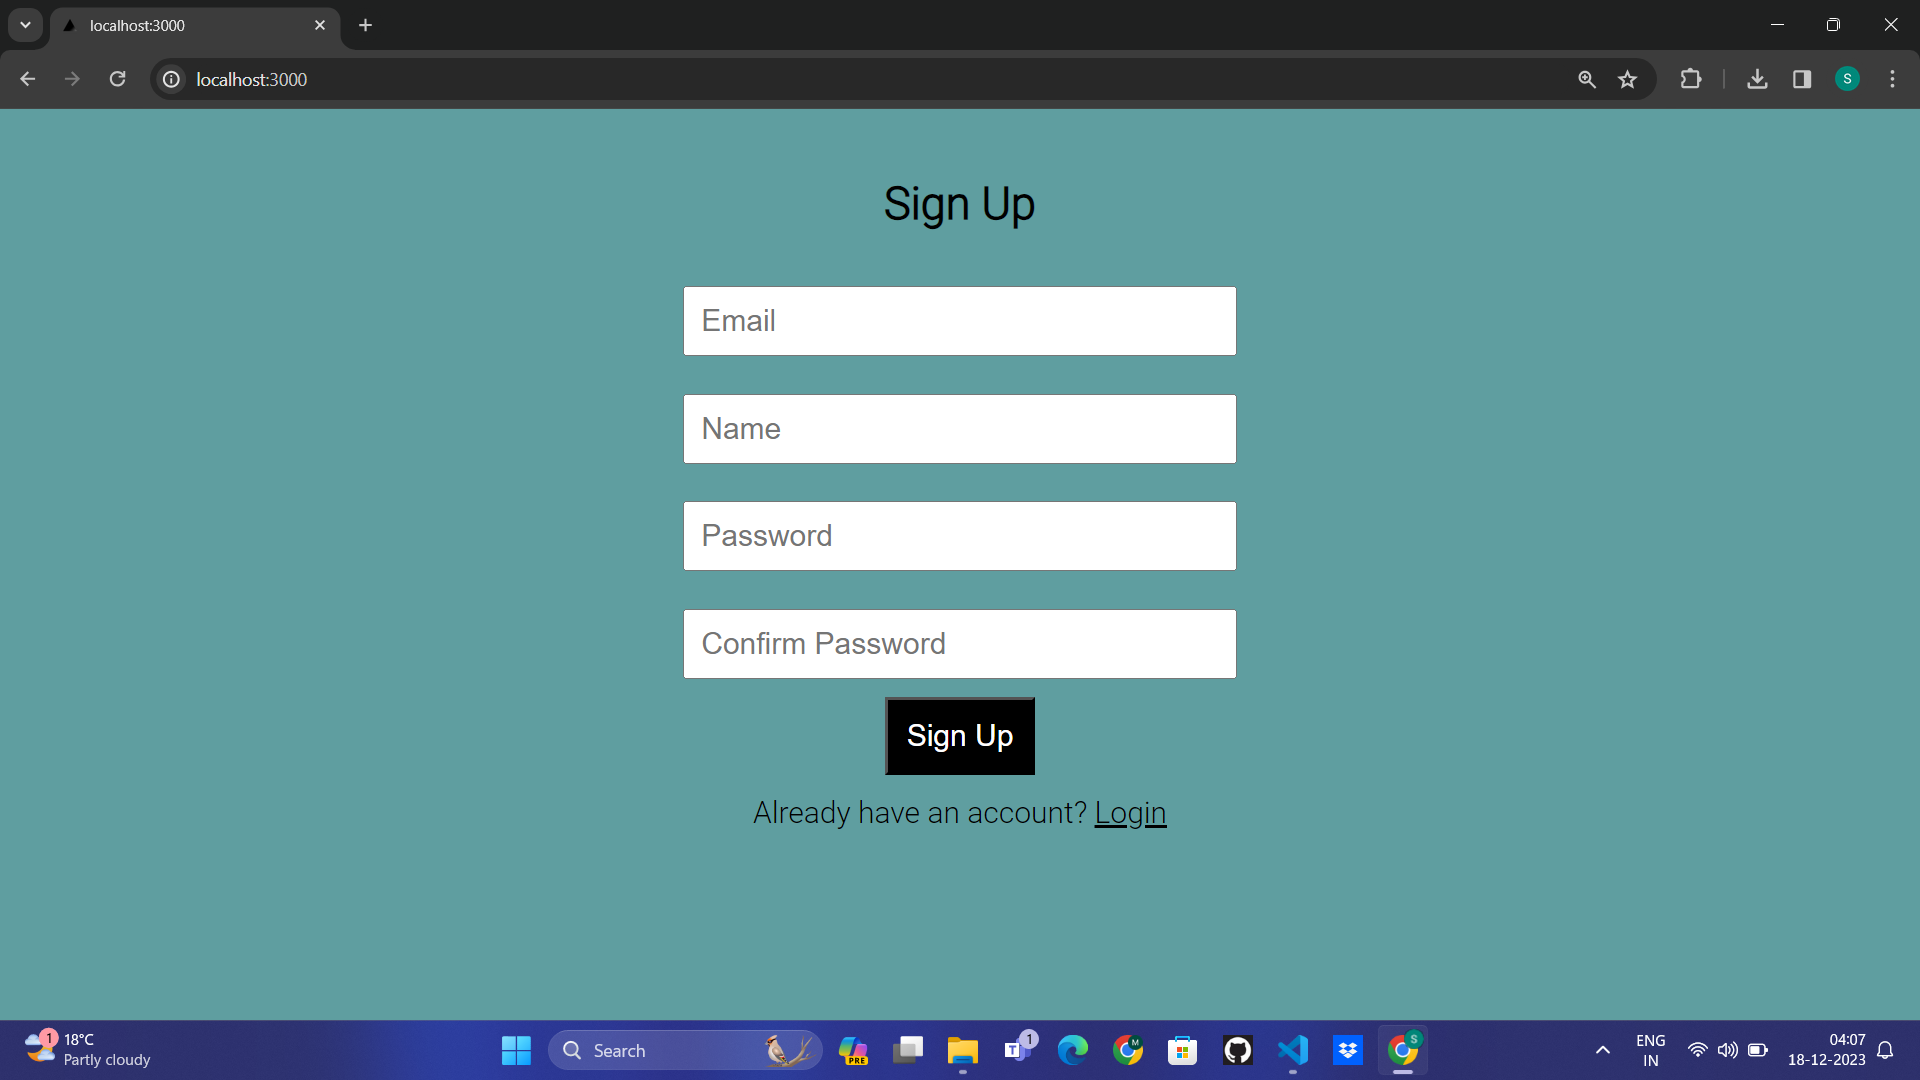 localhost:3000
localhost:3000
S
Sign Up
Email
Name
Password
Confirm Password
Sign Up
Already have an account? Login
1
18°C
Partly cloudy
Search
PRE
T
1
M
S
ENG
IN
04:07
18-12-2023